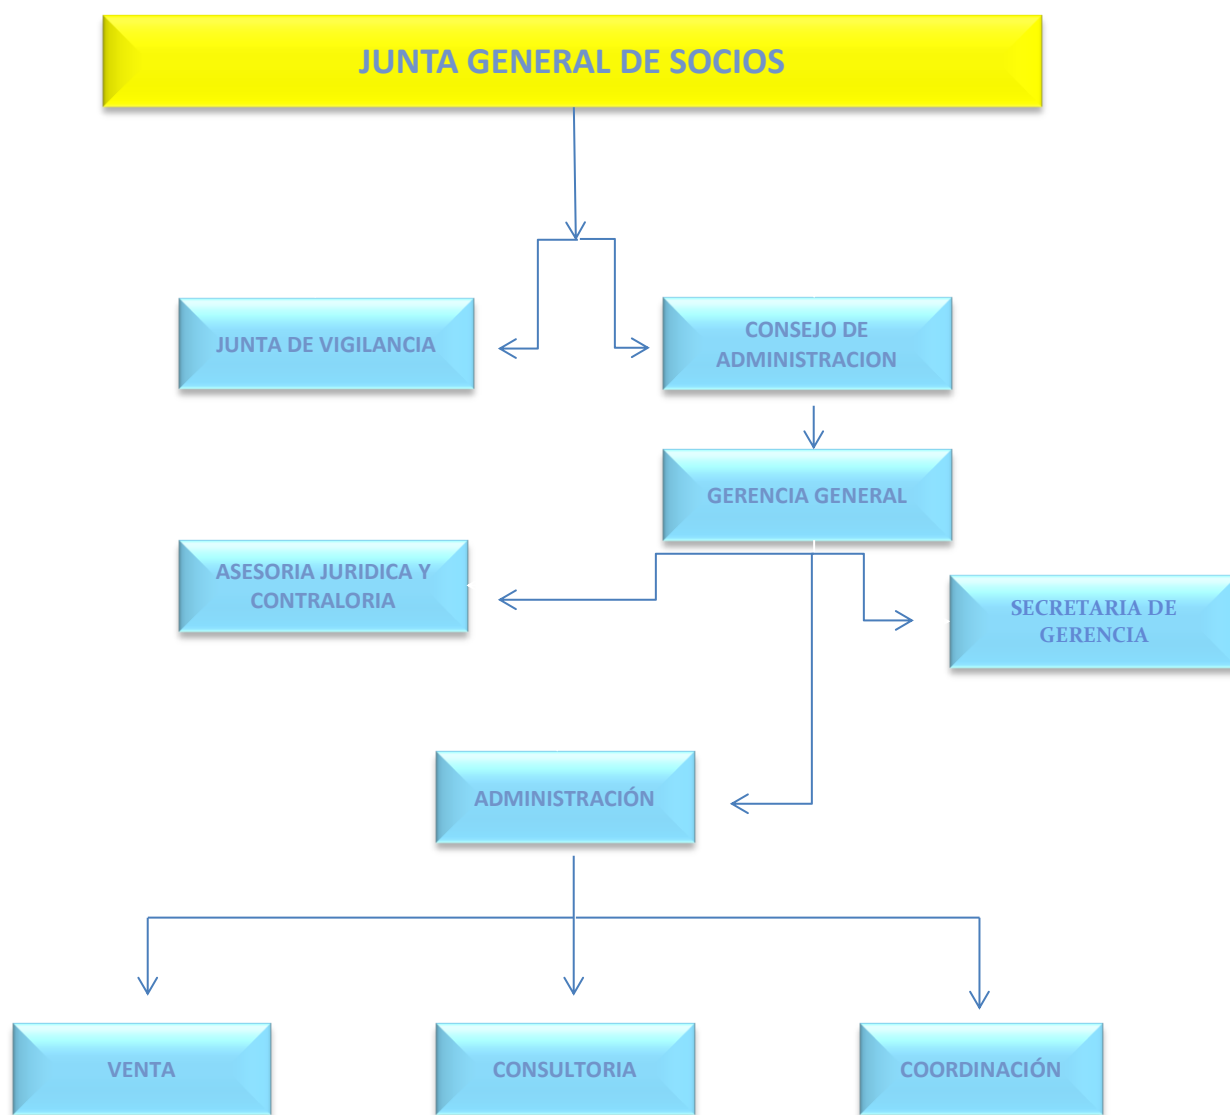 JUNTA GENERAL DE SOCIOS
JUNTA DE VIGILANCIA
CONSEJO DE
ADMINISTRACION
GERENCIA GENERAL
ASESORIA JURIDICA Y
CONTRALORIA
SECRETARIA DE
GERENCIA
ADMINISTRACIÓN
VENTA
CONSULTORIA
COORDINACIÓN